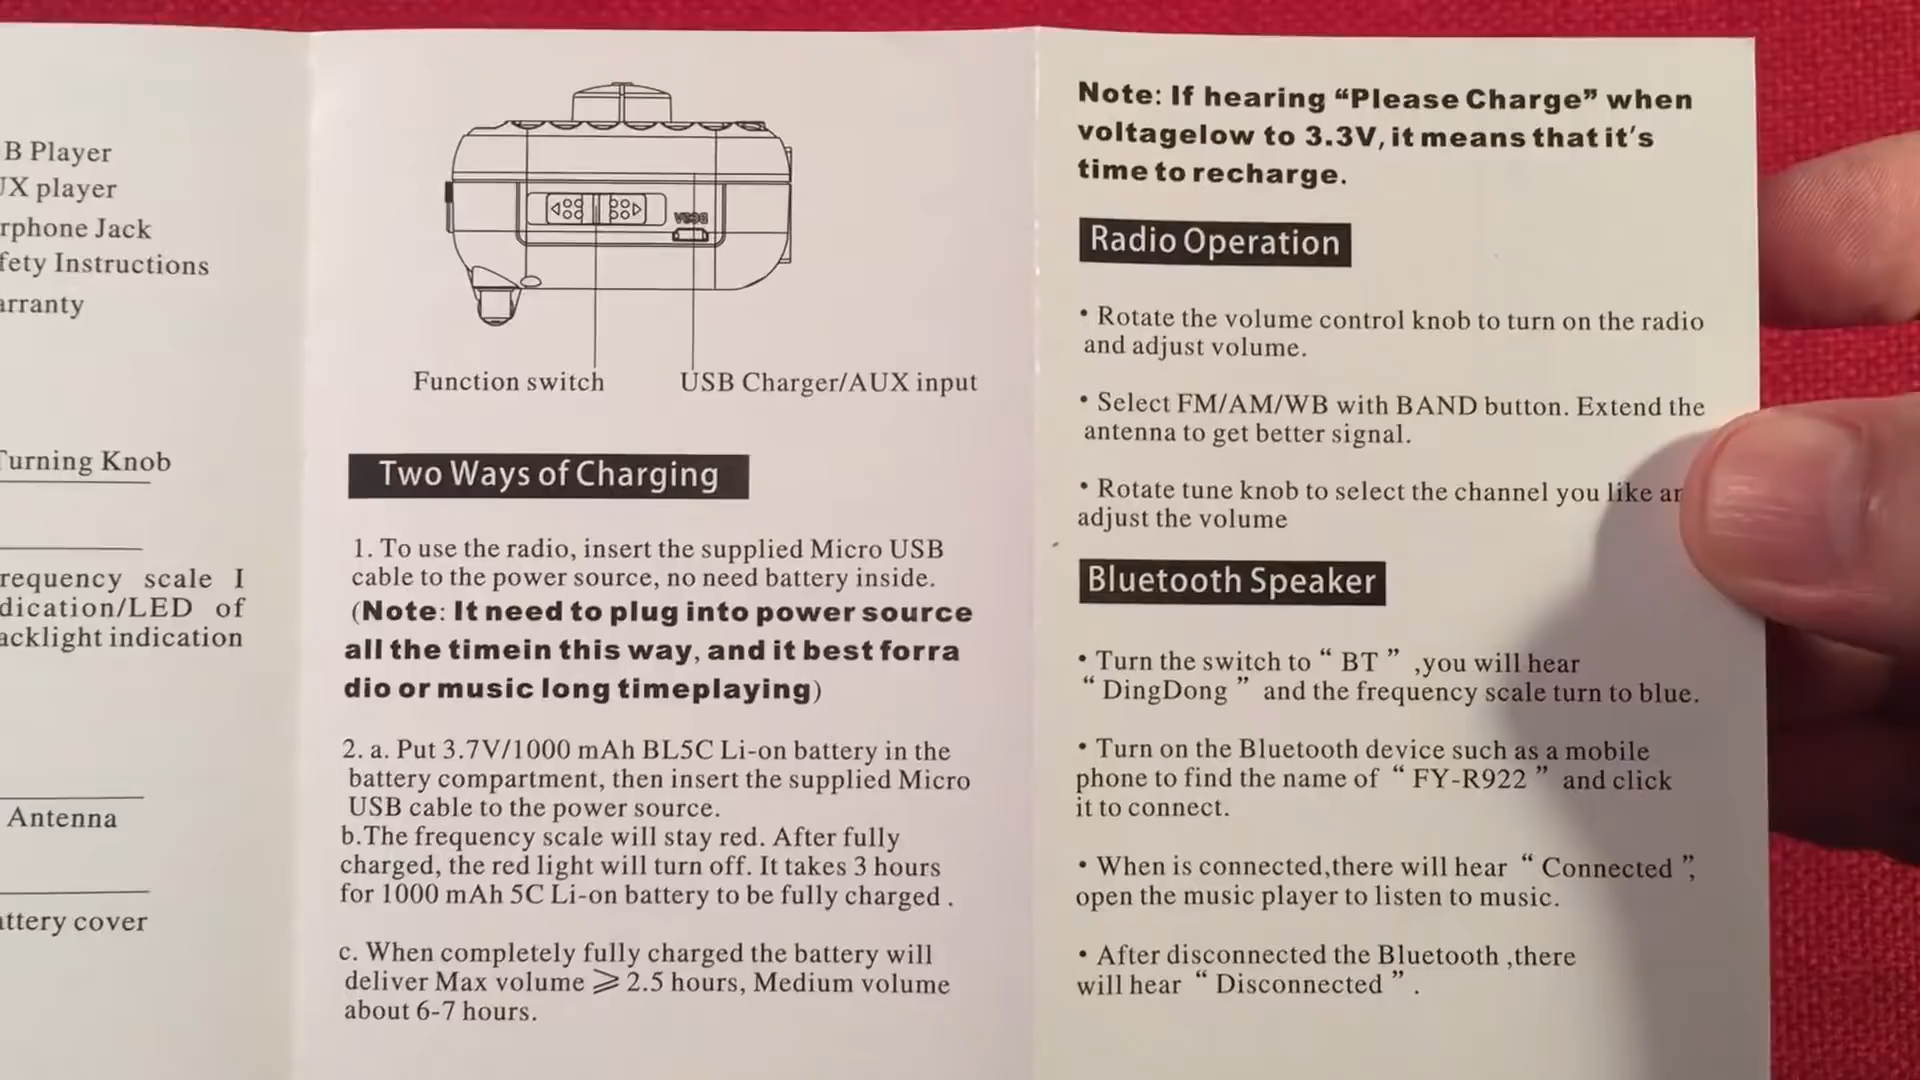 B Player
UX player
rphone Jack
fety Instructions
arranty
Turning Knob
requency scale I
dication/LED of
acklight indication
Antenna
attery cover
DC5V
Function switch
USB Charger/AUX input
Two Ways of Charging
1. To use the radio, insert the supplied Micro USB
cable to the power source, no need battery inside.
(Note: It need to plug into power source
all the timein this way, and it best forra
dio or music long timeplaying)
2. a. Put 3.7V/1000 mAh BL5C Li-on battery in the
battery compartment, then insert the supplied Micro
USB cable to the power source.
b.The frequency scale will stay red. After fully
charged, the red light will turn off. It takes 3 hours
for 1000 mAh 5C Li-on battery to be fully charged .
c. When completely fully charged the battery will
deliver Max volume ⩾ 2.5 hours, Medium volume
about 6-7 hours.
Note: If hearing “Please Charge” when
voltagelow to 3.3V, it means that it's
time to recharge.
Radio Operation
• Rotate the volume control knob to turn on the radio
and adjust volume.
• Select FM/AM/WB with BAND button. Extend the
antenna to get better signal.
• Rotate tune knob to select the channel you like an
adjust the volume
Bluetooth Speaker
• Turn the switch to “ BT ” ,you will hear
“ DingDong ” and the frequency scale turn to blue.
• Turn on the Bluetooth device such as a mobile
phone to find the name of “ FY-R922 ” and click
it to connect.
• When is connected,there will hear “ Connected ”,
open the music player to listen to music.
• After disconnected the Bluetooth ,there
will hear “ Disconnected ” .